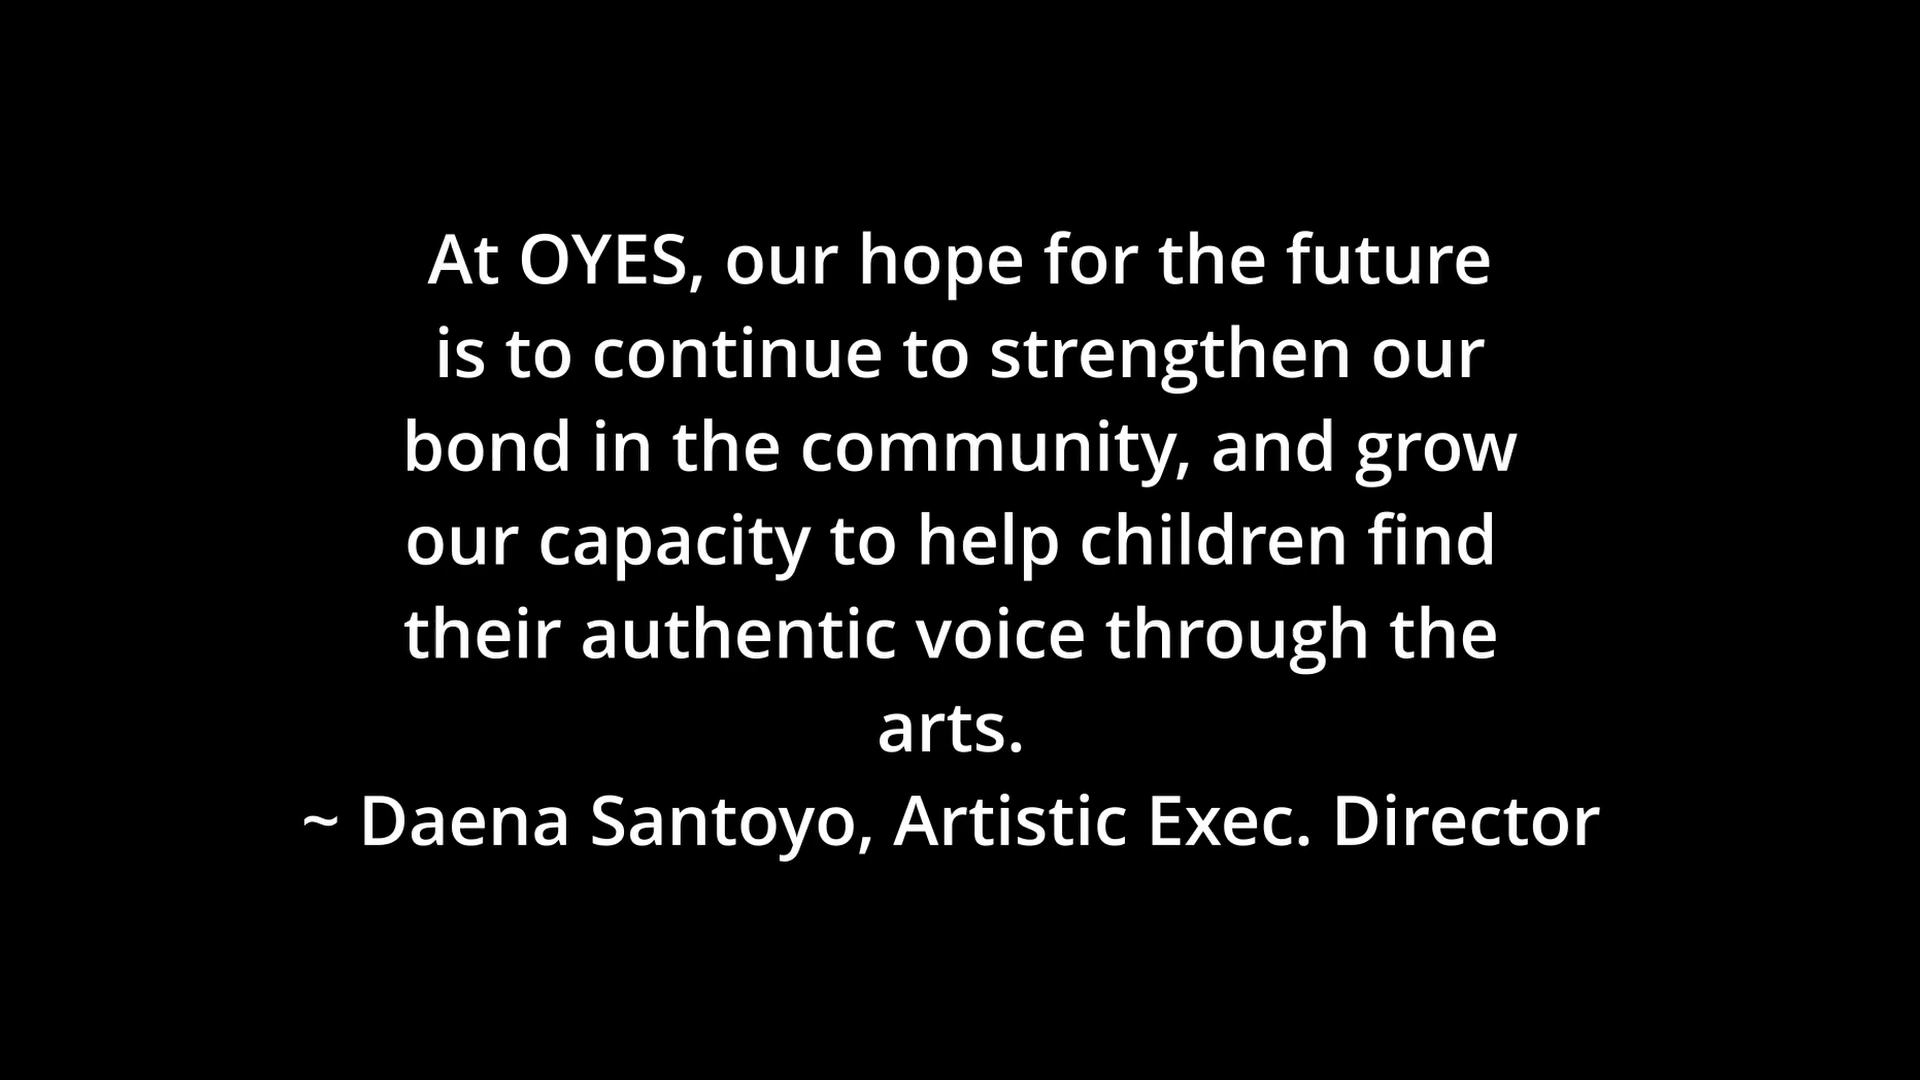 At OYES, our hope for the future
is to continue to strengthen our
bond in the community, and grow
our capacity to help children find
their authentic voice through the
arts.
~ Daena Santoyo, Artistic Exec. Director